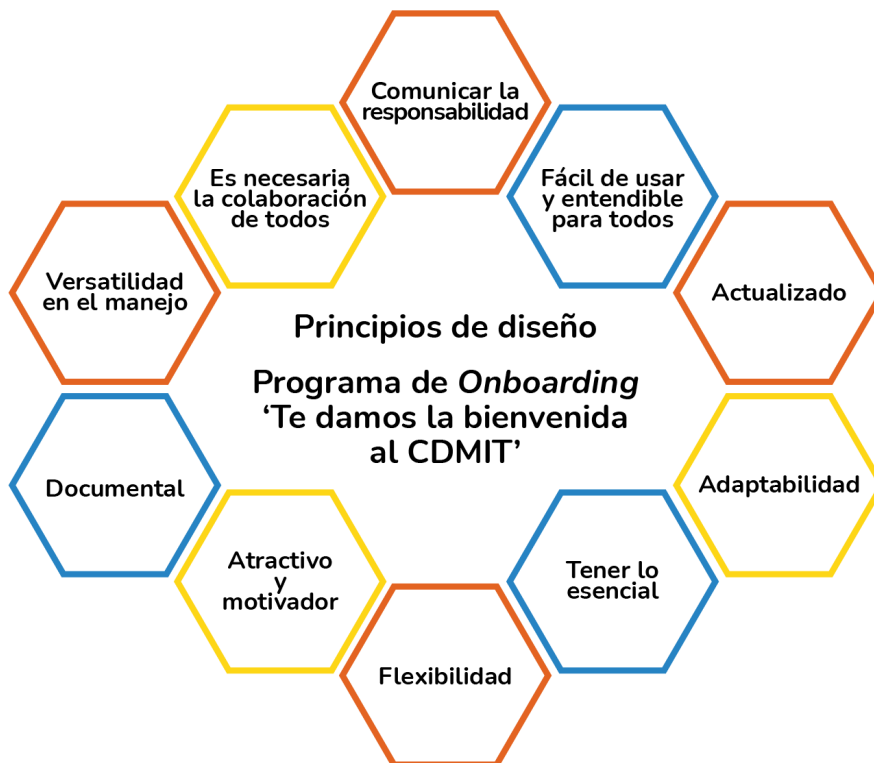 Comunicar la
responsabilidad
Es necesaria
la colaboración
de todos
Fácil de usar
y entendible
para todos
Versatilidad
en el manejo
Actualizado
Principios de diseño
Programa de Onboarding
‘Te damos la bienvenida
al CDMIT’
Documental
Adaptabilidad
Atractivo
y
motivador
Tener lo
esencial
Flexibilidad